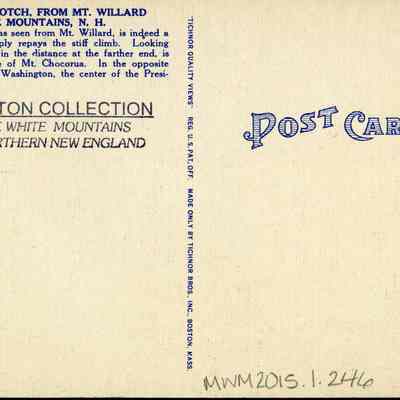 OTCH, FROM MT. WILLARD
E MOUNTAINS, N. H.
as seen from Mt. Willard, is indeed a
ply repays the stiff climb. Looking
in the distance at the farther end, is
e of Mt. Chocorua. In the opposite
Washington, the center of the Presi-
TON COLLECTION
WHITE MOUNTAINS
RTHERN NEW ENGLAND
"TICHNOR QUALITY VIEWS" REG. U. S. PAT. OFF. MADE ONLY BY TICHNOR BROS., INC., BOSTON, MASS.
POST CAR
MWM2015.1.246